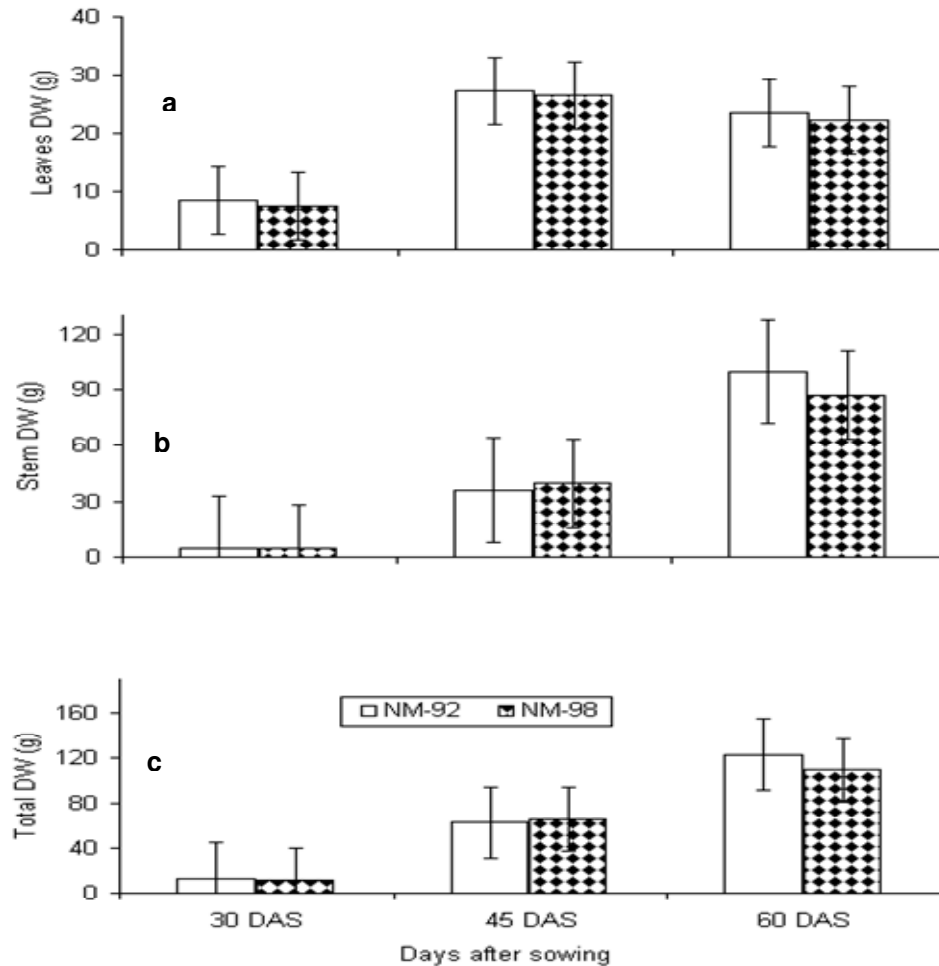 40
30
20
10
0
Leaves DW (g)
a
120
90
60
30
0
Stem DW (g)
b
160
120
80
40
0
Total DW (g)
c
NM-92 NM-98
30 DAS 45 DAS 60 DAS
Days after sowing